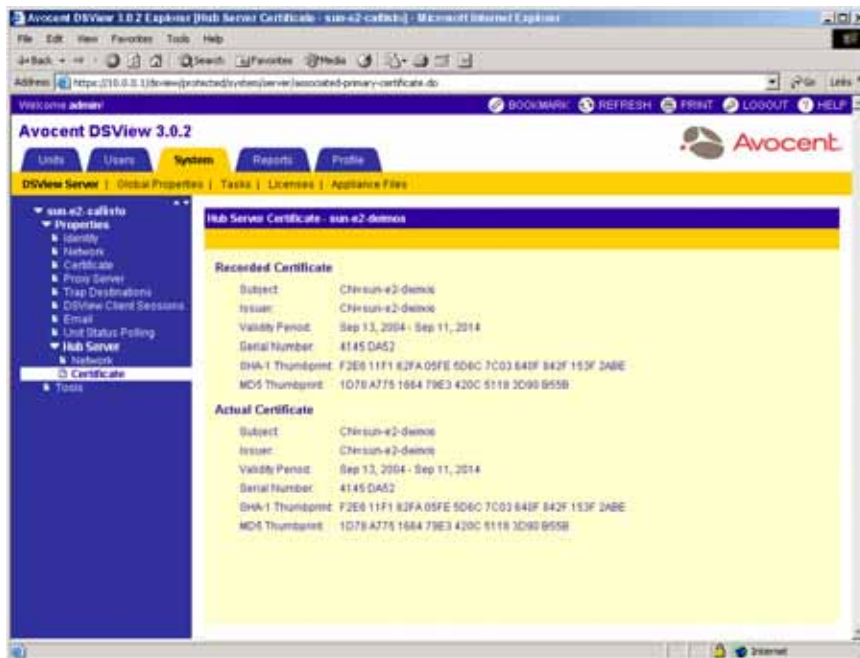 Avocent DSView 3.0.2 Explorer [Hub Server Certificate - sun-e2-callisto] - Microsoft Internet Explorer
File Edit View Favorites Tools Help
Back Search Favorites Media
Address https://10.0.0.1/dsview/protected/system/server/associated-primary-certificate.do Go Links
Welcome admin! BOOKMARK REFRESH PRINT LOGOUT HELP
Avocent DSView 3.0.2
Avocent.
Units Users System Reports Profile
DSView Server | Global Properties | Tasks | Licenses | Appliance Files
sun-e2-callisto
Properties
Identity
Network
Certificate
Proxy Server
Trap Destinations
DSView Client Sessions
Email
Unit Status Polling
Hub Server
Network
Certificate
Tools
Hub Server Certificate - sun-e2-deimos
Recorded Certificate
Subject: CN=sun-e2-deimos
Issuer: CN=sun-e2-deimos
Validity Period: Sep 13, 2004 - Sep 11, 2014
Serial Number: 4145 DA52
SHA-1 Thumbprint: 11F1 82FA 05FE 5D6C 7C03 640F 842F 153F 2ABE
MD5 Thumbprint: 1D78 A775 1664 79E3 420C 5118 3D90 B55B
Actual Certificate
Subject: CN=sun-e2-deimos
Issuer: CN=sun-e2-deimos
Validity Period: Sep 13, 2004 - Sep 11, 2014
Serial Number: 4145 DA52
SHA-1 Thumbprint: 11F1 82FA 05FE 5D6C 7C03 640F 842F 153F 2ABE
MD5 Thumbprint: 1D78 A775 1664 79E3 420C 5118 3D90 B55B
Internet